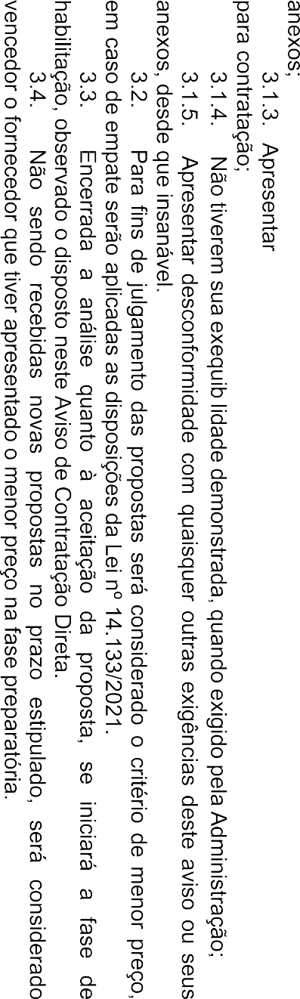 anexos;
3.1.3. Apresentar
para contratação;
3.1.4. Não tiverem sua exequib lidade demonstrada, quando exigido pela Administração;
3.1.5. Apresentar desconformidade com quaisquer outras exigências deste aviso ou seus
anexos, desde que insanável.
3.2. Para fins de julgamento das propostas será considerado o critério de menor preço,
em caso de empate serão aplicadas as disposições da Lei nº 14.133/2021.
3.3. Encerrada a análise quanto à aceitação da proposta, se iniciará a fase de
habilitação, observado o disposto neste Aviso de Contratação Direta.
3.4. Não sendo recebidas novas propostas no prazo estipulado, será considerado
vencedor o fornecedor que tiver apresentado o menor preço na fase preparatória.